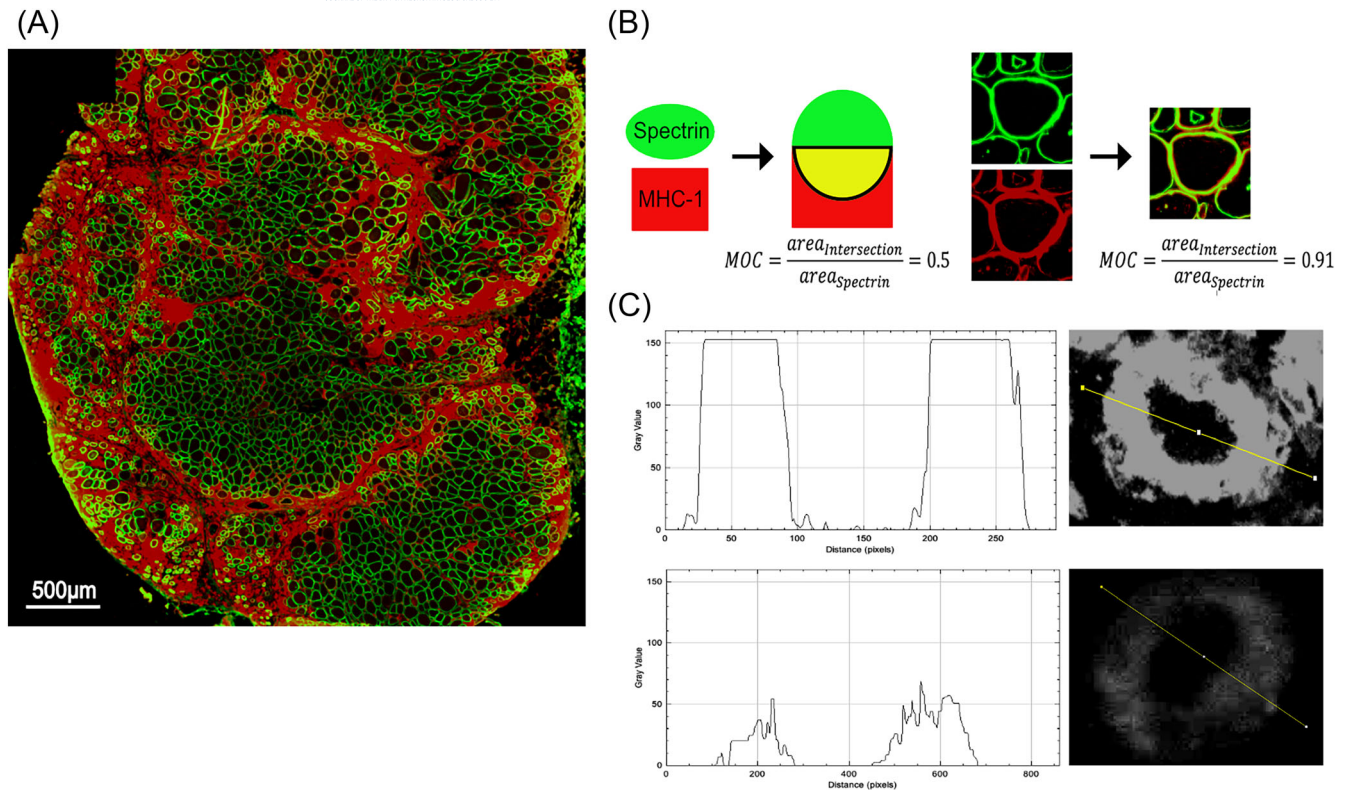 (A)
(B)
500µm
Spectrin
MHC-1
MOC = area_Intersection / area_Spectrin = 0.5
MOC = area_Intersection / area_Spectrin = 0.91
(C)
Gray Value
150
100
50
0
0 50 100 150 200 250
Distance (pixels)
Gray Value
150
100
50
0
0 200 400 600 800
Distance (pixels)